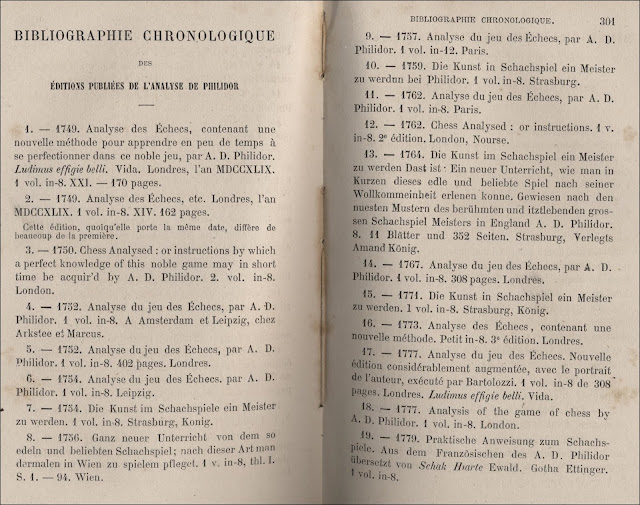 BIBLIOGRAPHIE CHRONOLOGIQUE
DES
ÉDITIONS PUBLIÉES DE L'ANALYSE DE PHILIDOR
1. — 1749. Analyse des Échecs, contenant une
nouvelle méthode pour apprendre en peu de temps à
se perfectionner dans ce noble jeu, par A. D. Philidor.
Ludimus effigie belli. Vida. Londres, l'an MDCCXLIX.
1 vol. in-8. XXI. — 170 pages.
2. — 1749. Analyse des Échecs, etc. Londres, l'an
MDCCXLIX. 1 vol. in-8. XIV. 162 pages.
Cette édition, quoiqu'elle porte la même date, diffère de
beaucoup de la première.
3. — 1750. Chess Analysed : or instructions by which
a perfect knowledge of this noble game may in short
time be acquir'd by A. D. Philidor. 2. vol. in-8.
London.
4. — 1752. Analyse du jeu des Échecs, par A. D.
Philidor. 1 vol. in-8. A Amsterdam et Leipzig, chez
Arkstee et Marcus.
5. — 1752. Analyse du jeu des Échecs, par A. D.
Philidor. 1 vol. in-8. 402 pages. Londres.
6. — 1754. Analyse du jeu des Échecs. par A. D.
Philidor. 1 vol. in-8. Leipzig.
7. — 1754. Die Kunst im Schachspiel ein Meister
zu werden. 1 vol. in-8. Strasburg, Konig.
8. — 1756. Ganz neuer Unterricht von dem so
edeln und beliebten Schachspiel; nach dieser Art man
dermalen in Wien zu spielem pfleget. 1 v. in-8, thl. I.
S. 1. — 94. Wien.
BIBLIOGRAPHIE CHRONOLOGIQUE. 301
9. — 1757. Analyse du jeu des Échecs, par A. D.
Philidor. 1 vol. in-12. Paris.
10. — 1759. Die Kunst in Schachspiel ein Meister
zu werdnn bei Philidor. 1 vol. in-8. Strasburg.
11. — 1762. Analyse du jeu des Échecs, par A. D.
Philidor. 1 vol. in-8. Paris.
12. — 1762. Chess Analysed : or instructions. 1 v.
in-8. 2e édition. London, Nourse.
13. — 1764. Die Kunst im Schachspiel ein Meister
zu werden Dast ist : Ein neuer Unterricht, wie man in
Kurzen dieses edle und beliebte Spiel nach seiner
Wollkommeinheit erlenen konne. Gewiesen nach den
nuesten Mustern des berühmten und itztlebenden gros-
sen Schachspiel Meisters in England A. D. Philidor.
8. 11 Blätter und 352 Seiten. Strasburg, Verlegts
Amand König.
14. — 1767. Analyse du jeu des Échecs, par A. D.
Philidor. 1 vol. in-8. 308 pages. Londres.
15. — 1771. Die Kunst in Schachspiel ein Meister
zu werden. 1 vol. in-8. Strasburg, König.
16. — 1773. Analyse des Échecs, contenant une
nouvelle méthode. Petit in-8. 3e édition. Londres.
17. — 1777. Analyse du jeu des Échecs. Nouvelle
édition considérablement augmentée, avec le portrait
de l'auteur, exécuté par Bartolozzi. 1 vol. in-8 de 308
pages. Londres. Ludimus effigie belli, Vida.
18. — 1777. Analysis of the game of chess by
A. D. Philidor. 1 vol. in-8. London.
19. — 1779. Praktische Anweisung zum Schachs-
piele. Aus dem Französischen des A. D. Philidor
übersetzt von Schak Hvarte Ewald. Gotha Ettinger.
1 vol. in-8.